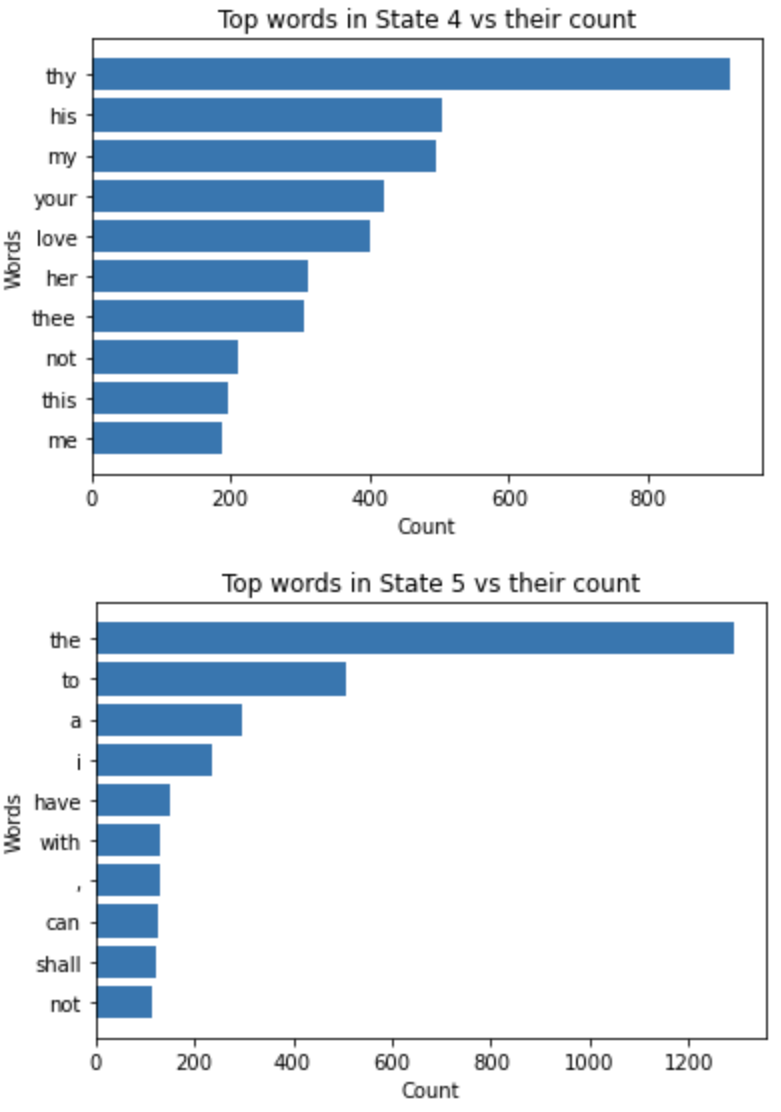 Top words in State 4 vs their count
Words
thy
his
my
your
love
her
thee
not
this
me
0 200 400 600 800
Count
Top words in State 5 vs their count
Words
the
to
a
i
have
with
,
can
shall
not
0 200 400 600 800 1000 1200
Count